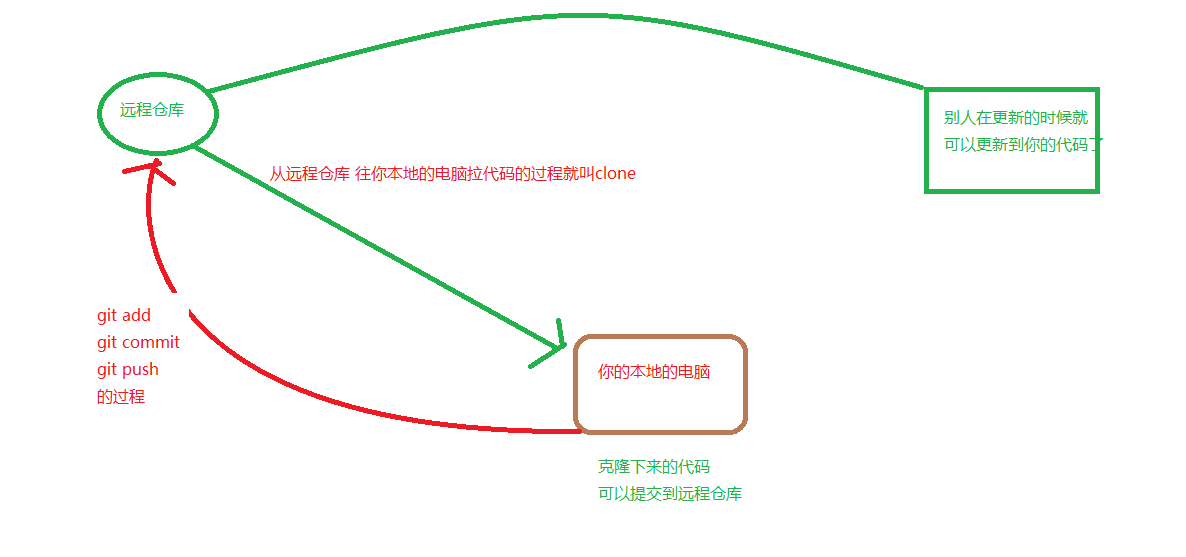 远程仓库
别人在更新的时候就
可以更新到你的代码了
从远程仓库 往你本地的电脑拉代码的过程就叫clone
git add
git commit
git push
的过程
你的本地的电脑
克隆下来的代码
可以提交到远程仓库